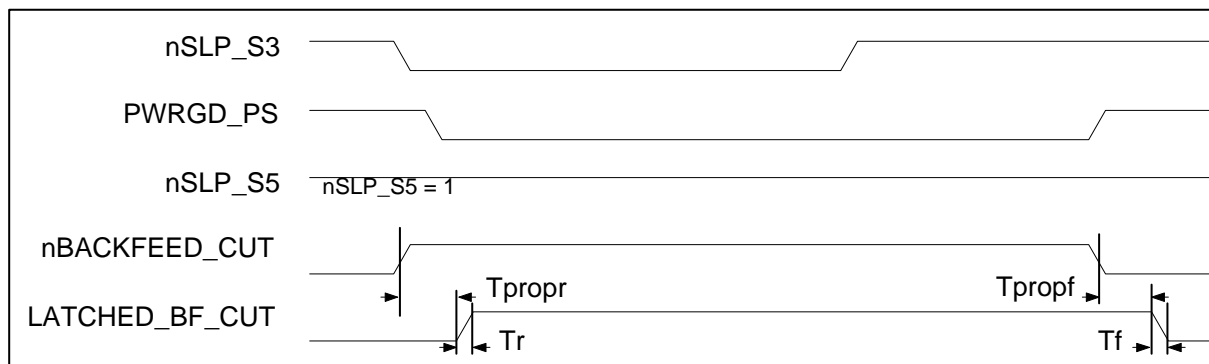 nSLP_S3
PWRGD_PS
nSLP_S5 nSLP_S5 = 1
nBACKFEED_CUT
Tpropr Tpropf
LATCHED_BF_CUT
Tr Tf